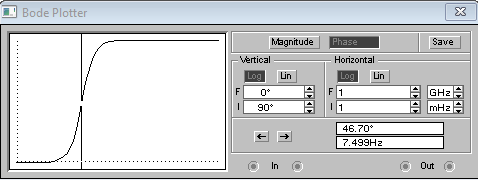 Bode Plotter
Magnitude Phase Save
Vertical Horizontal
Log Lin Log Lin
F 0° F 1 GHz
I 90° I 1 mHz
46.70°
7.499Hz
In Out